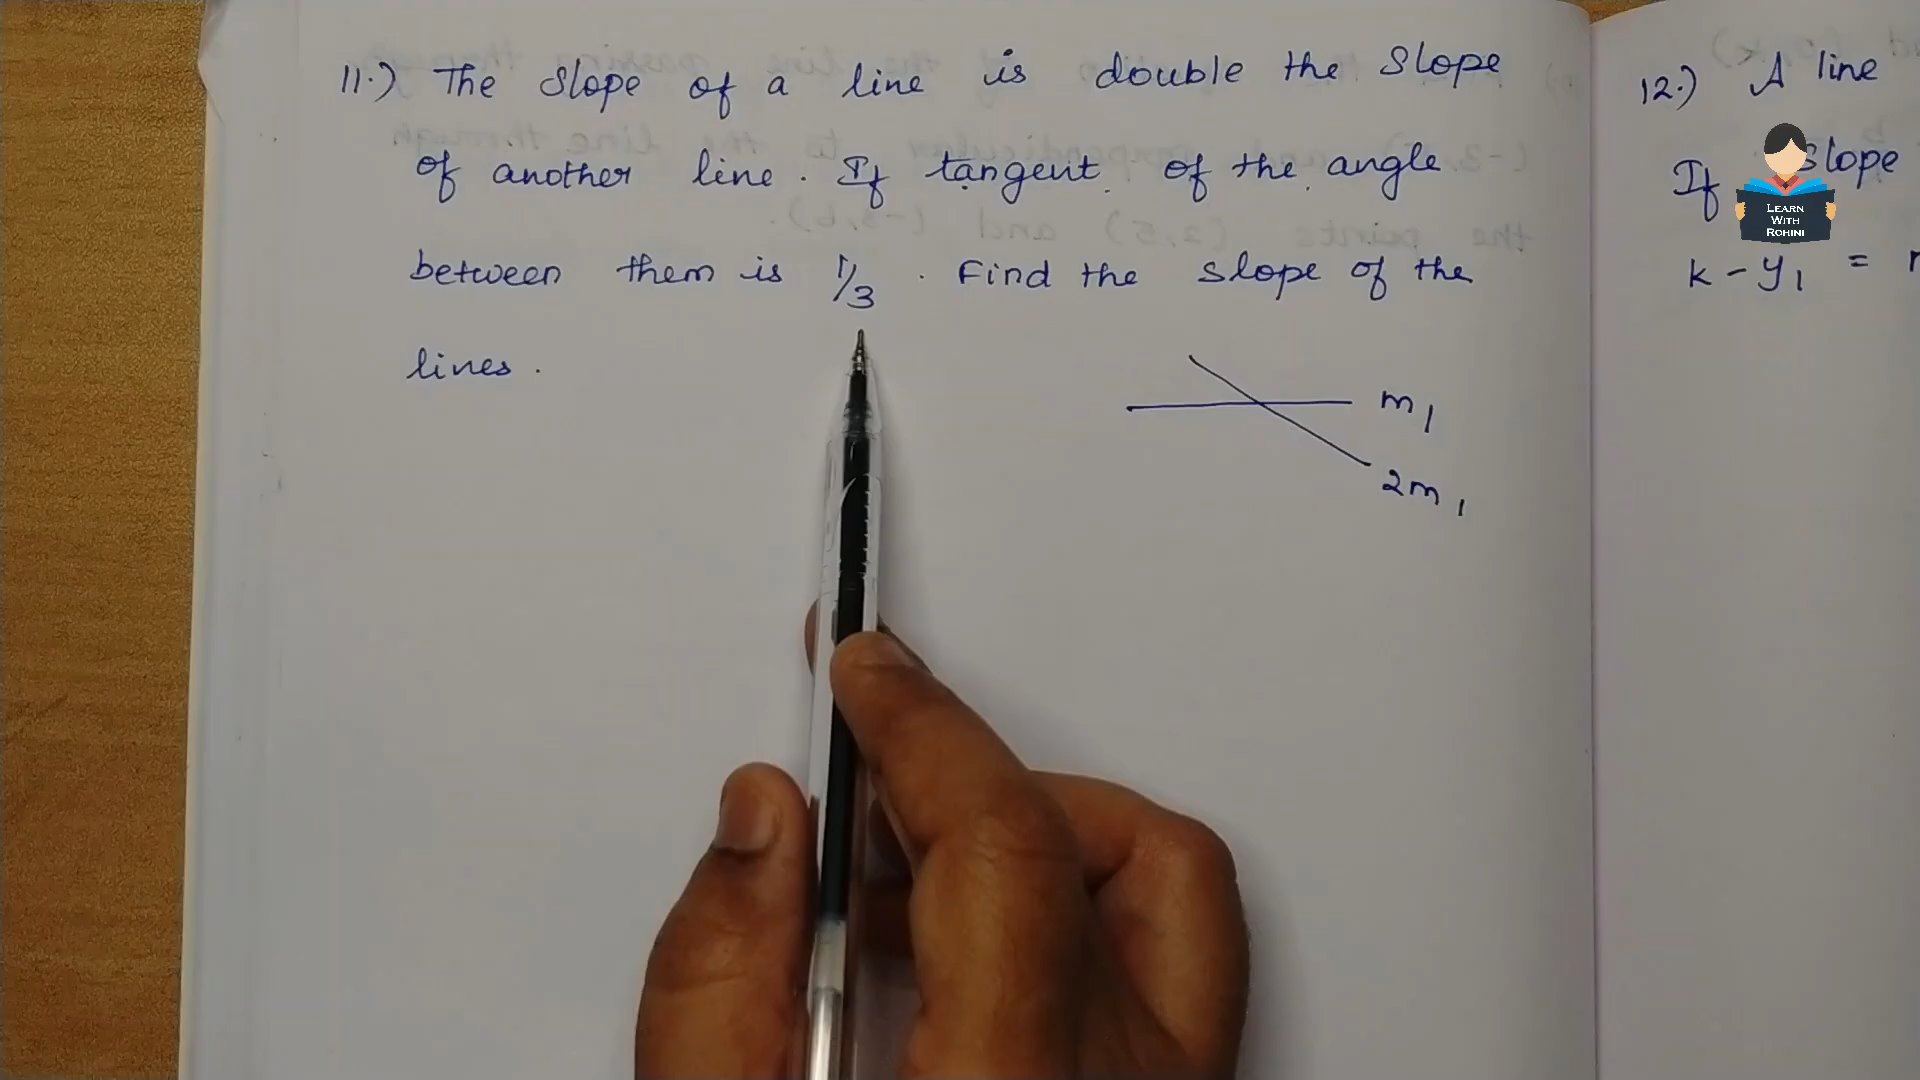 11.) The slope of a line is double the slope
of another line. If tangent of the angle
between them is 1/3. Find the slope of the
lines.
m1
2m1
12.) A line
If slope
k - y1 =
LEARN
WITH
ROHINI